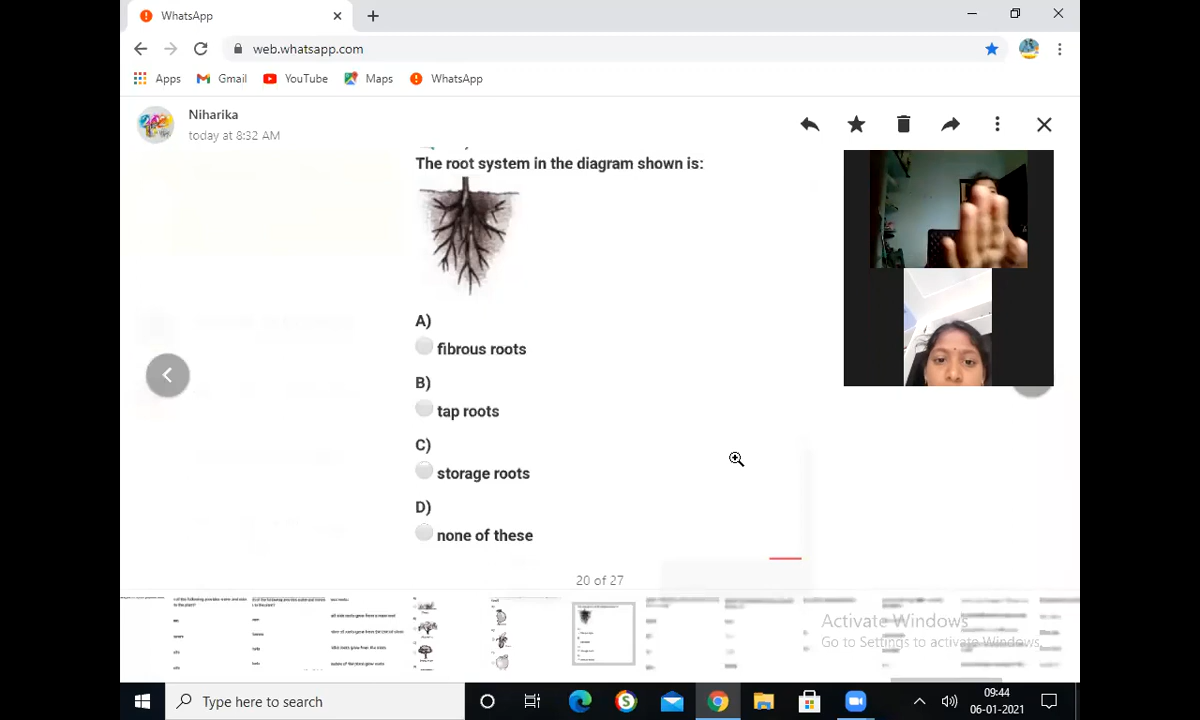 WhatsApp
web.whatsapp.com
Apps Gmail YouTube Maps WhatsApp
Niharika
today at 8:32 AM
The root system in the diagram shown is:
A)
fibrous roots
B)
tap roots
C)
storage roots
D)
none of these
20 of 27
Activate Windows
Go to Settings to activate Windows.
Type here to search
09:44
06-01-2021